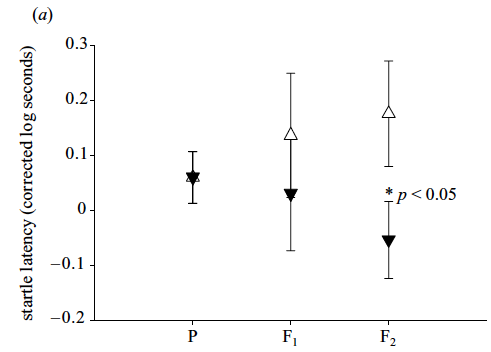 (a)
startle latency (corrected log seconds)
0.3
0.2
0.1
0
−0.1
−0.2
* p < 0.05
P
F1
F2